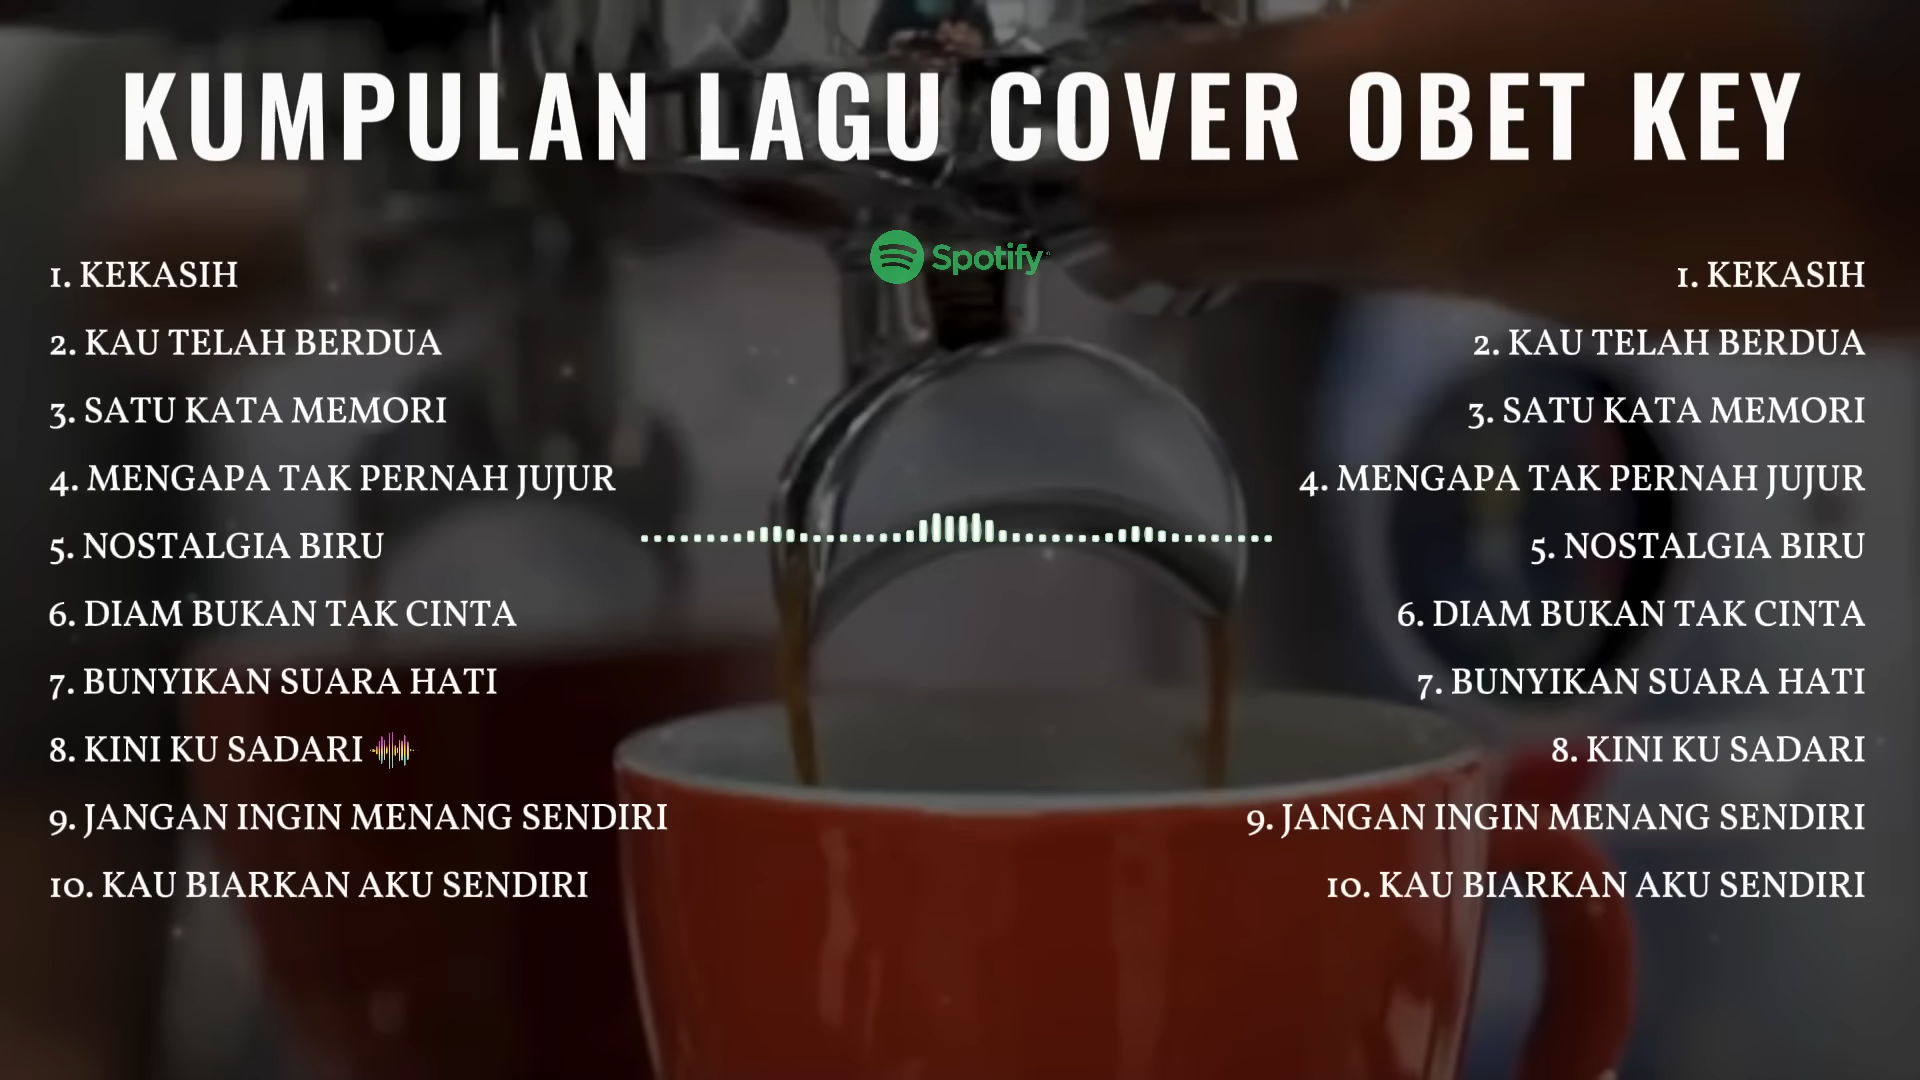 KUMPULAN LAGU COVER OBET KEY
Spotify
1. KEKASIH
2. KAU TELAH BERDUA
3. SATU KATA MEMORI
4. MENGAPA TAK PERNAH JUJUR
5. NOSTALGIA BIRU
6. DIAM BUKAN TAK CINTA
7. BUNYIKAN SUARA HATI
8. KINI KU SADARI
9. JANGAN INGIN MENANG SENDIRI
10. KAU BIARKAN AKU SENDIRI
1. KEKASIH
2. KAU TELAH BERDUA
3. SATU KATA MEMORI
4. MENGAPA TAK PERNAH JUJUR
5. NOSTALGIA BIRU
6. DIAM BUKAN TAK CINTA
7. BUNYIKAN SUARA HATI
8. KINI KU SADARI
9. JANGAN INGIN MENANG SENDIRI
10. KAU BIARKAN AKU SENDIRI